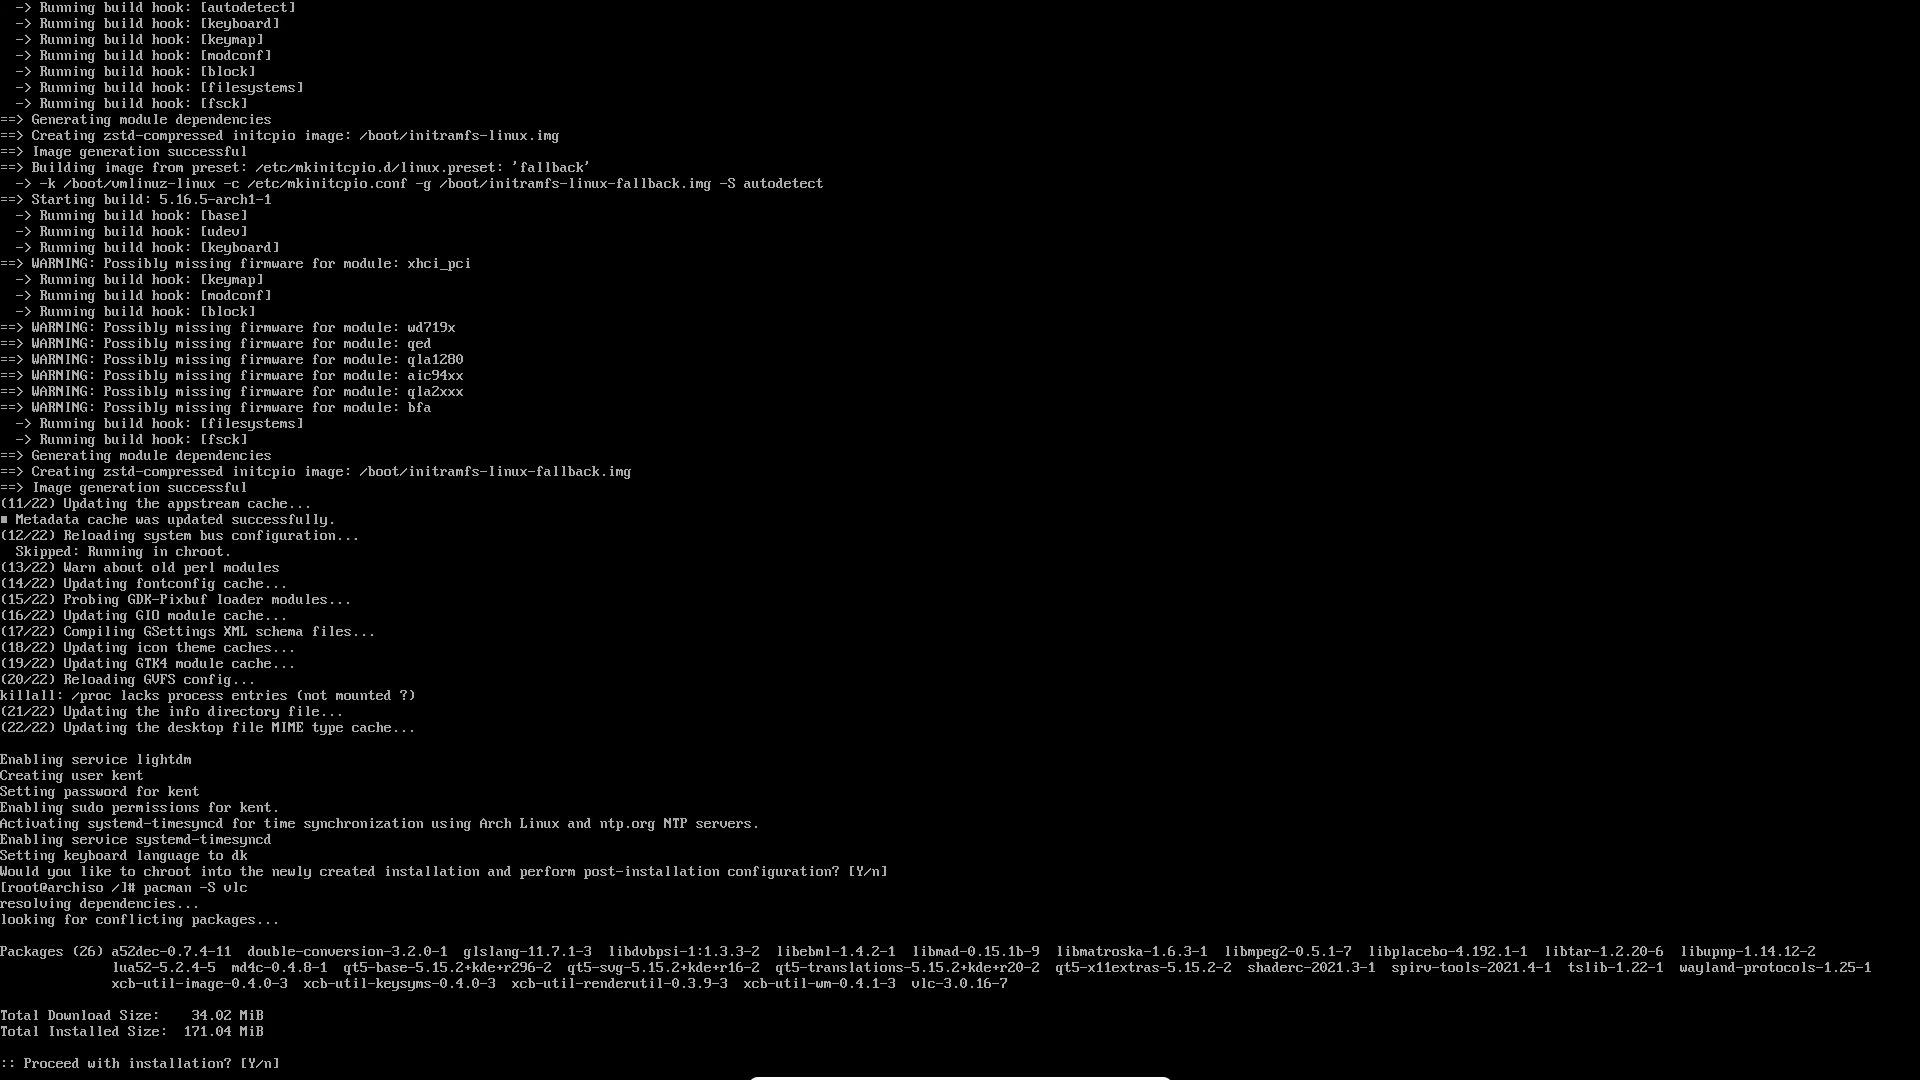 -> Running build hook: [autodetect]
-> Running build hook: [keyboard]
-> Running build hook: [keymap]
-> Running build hook: [modconf]
-> Running build hook: [block]
-> Running build hook: [filesystems]
-> Running build hook: [fsck]
==> Generating module dependencies
==> Creating zstd-compressed initcpio image: /boot/initramfs-linux.img
==> Image generation successful
==> Building image from preset: /etc/mkinitcpio.d/linux.preset: 'fallback'
-> -k /boot/vmlinuz-linux -c /etc/mkinitcpio.conf -g /boot/initramfs-linux-fallback.img -S autodetect
==> Starting build: 5.16.5-arch1-1
-> Running build hook: [base]
-> Running build hook: [udev]
-> Running build hook: [keyboard]
==> WARNING: Possibly missing firmware for module: xhci_pci
-> Running build hook: [keymap]
-> Running build hook: [modconf]
-> Running build hook: [block]
==> WARNING: Possibly missing firmware for module: wd719x
==> WARNING: Possibly missing firmware for module: qed
==> WARNING: Possibly missing firmware for module: qla1280
==> WARNING: Possibly missing firmware for module: aic94xx
==> WARNING: Possibly missing firmware for module: qla2xxx
==> WARNING: Possibly missing firmware for module: bfa
-> Running build hook: [filesystems]
-> Running build hook: [fsck]
==> Generating module dependencies
==> Creating zstd-compressed initcpio image: /boot/initramfs-linux-fallback.img
==> Image generation successful
(11/22) Updating the appstream cache...
■ Metadata cache was updated successfully.
(12/22) Reloading system bus configuration...
Skipped: Running in chroot.
(13/22) Warn about old perl modules
(14/22) Updating fontconfig cache...
(15/22) Probing GDK-Pixbuf loader modules...
(16/22) Updating GIO module cache...
(17/22) Compiling GSettings XML schema files...
(18/22) Updating icon theme caches...
(19/22) Updating GTK4 module cache...
(20/22) Reloading GVFS config...
killall: /proc lacks process entries (not mounted ?)
(21/22) Updating the info directory file...
(22/22) Updating the desktop file MIME type cache...
Enabling service lightdm
Creating user kent
Setting password for kent
Enabling sudo permissions for kent.
Activating systemd-timesyncd for time synchronization using Arch Linux and ntp.org NTP servers.
Enabling service systemd-timesyncd
Setting keyboard language to dk
Would you like to chroot into the newly created installation and perform post-installation configuration? [Y/n]
[root@archiso /]# pacman -S vlc
resolving dependencies...
looking for conflicting packages...
Packages (26) a52dec-0.7.4-11 double-conversion-3.2.0-1 glslang-11.7.1-3 libdvbpsi-1:1.3.3-2 libebml-1.4.2-1 libmad-0.15.1b-9 libmatroska-1.6.3-1 libmpeg2-0.5.1-7 libplacebo-4.192.1-1 libtar-1.2.20-6 libupnp-1.14.12-2
lua52-5.2.4-5 md4c-0.4.8-1 qt5-base-5.15.2+kde+r296-2 qt5-svg-5.15.2+kde+r16-2 qt5-translations-5.15.2+kde+r20-2 qt5-x11extras-5.15.2-2 shaderc-2021.3-1 spirv-tools-2021.4-1 tslib-1.22-1 wayland-protocols-1.25-1
xcb-util-image-0.4.0-3 xcb-util-keysyms-0.4.0-3 xcb-util-renderutil-0.3.9-3 xcb-util-wm-0.4.1-3 vlc-3.0.16-7
Total Download Size: 34.02 MiB
Total Installed Size: 171.04 MiB
:: Proceed with installation? [Y/n]